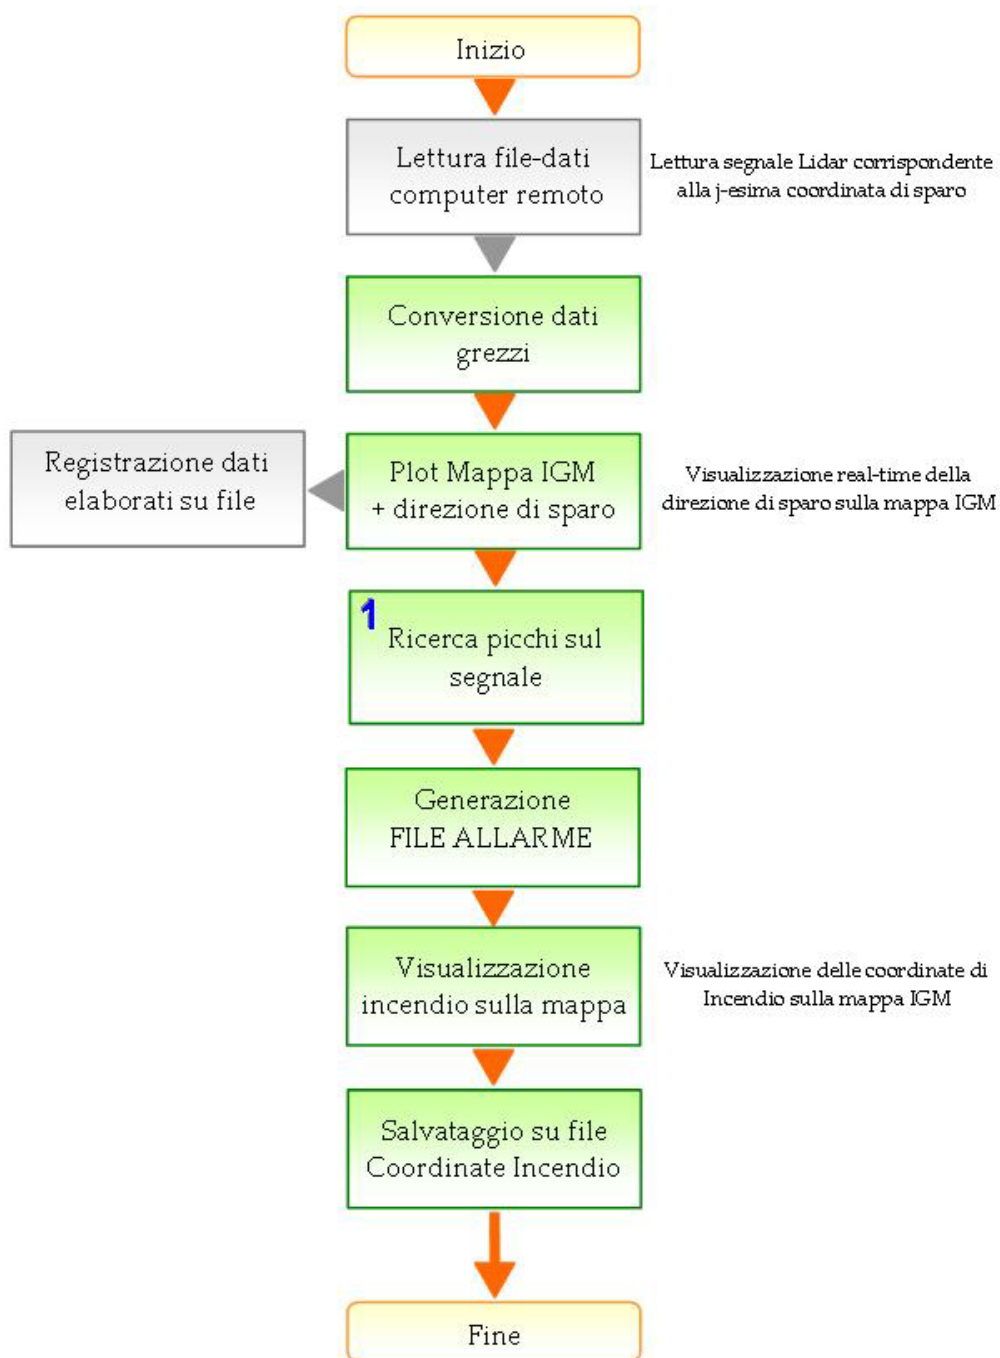 Inizio
Lettura file-dati
computer remoto
Lettura segnale Lidar corrispondente
alla j-esima coordinata di sparo
Conversione dati
grezzi
Registrazione dati
elaborati su file
Plot Mappa IGM
+ direzione di sparo
Visualizzazione real-time della
direzione di sparo sulla mappa IGM
1
Ricerca picchi sul
segnale
Generazione
FILE ALLARME
Visualizzazione
incendio sulla mappa
Visualizzazione delle coordinate di
Incendio sulla mappa IGM
Salvataggio su file
Coordinate Incendio
Fine